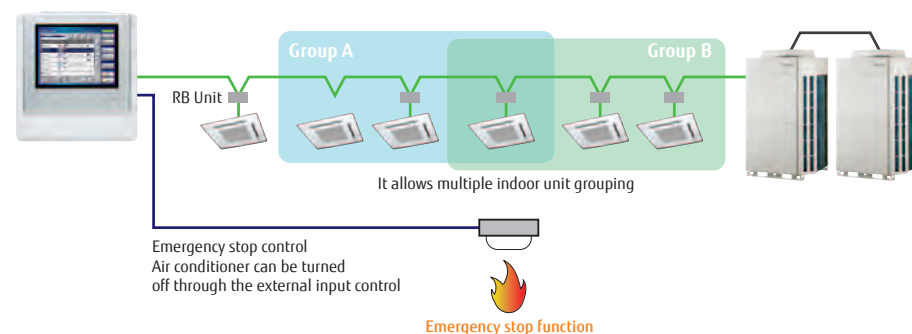 Group A
Group B
RB Unit
It allows multiple indoor unit grouping
Emergency stop control
Air conditioner can be turned
off through the external input control
Emergency stop function